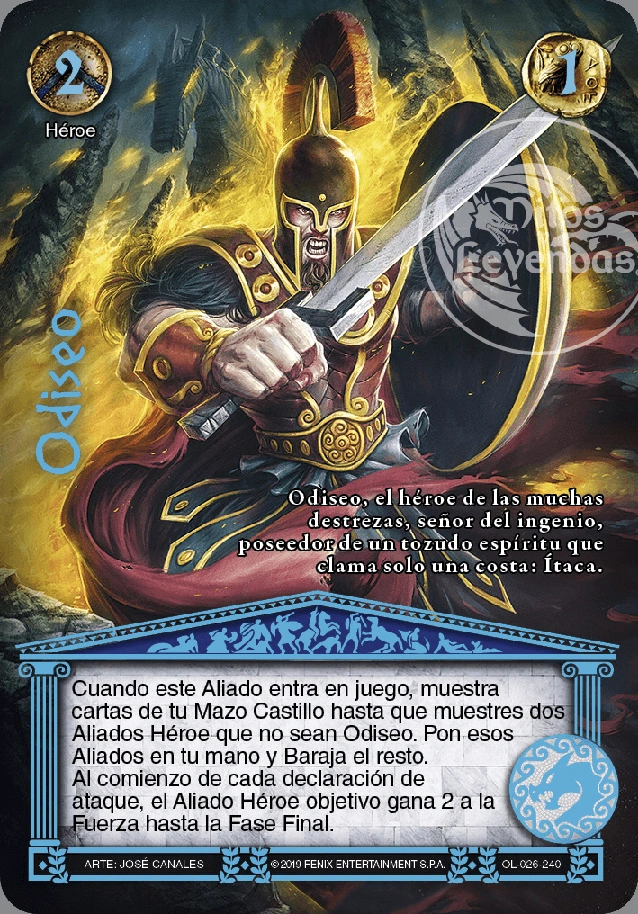 2
1
Héroe
Mitos
Leyendas
Odiseo
Odiseo, el héroe de las muchas
destrezas, señor del ingenio,
poseedor de un tozudo espíritu que
clama solo una costa: Ítaca.
Cuando este Aliado entra en juego, muestra
cartas de tu Mazo Castillo hasta que muestres dos
Aliados Héroe que no sean Odiseo. Pon esos
Aliados en tu mano y Baraja el resto.
Al comienzo de cada declaración de
ataque, el Aliado Héroe objetivo gana 2 a la
Fuerza hasta la Fase Final.
ARTE: JOSÉ CANALES
©2019 FENIX ENTERTAINMENT S.P.A.
OL 026-240